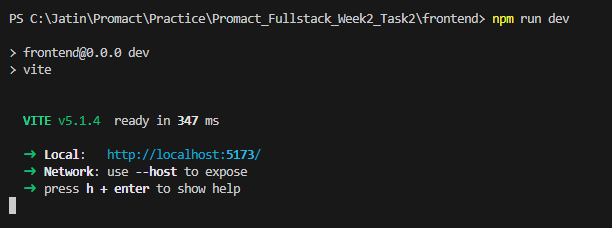 PS C:\Jatin\Promact\Practice\Promact_Fullstack_Week2_Task2\frontend> npm run dev
> frontend@0.0.0 dev
> vite
VITE v5.1.4 ready in 347 ms
➜ Local: http://localhost:5173/
➜ Network: use --host to expose
➜ press h + enter to show help